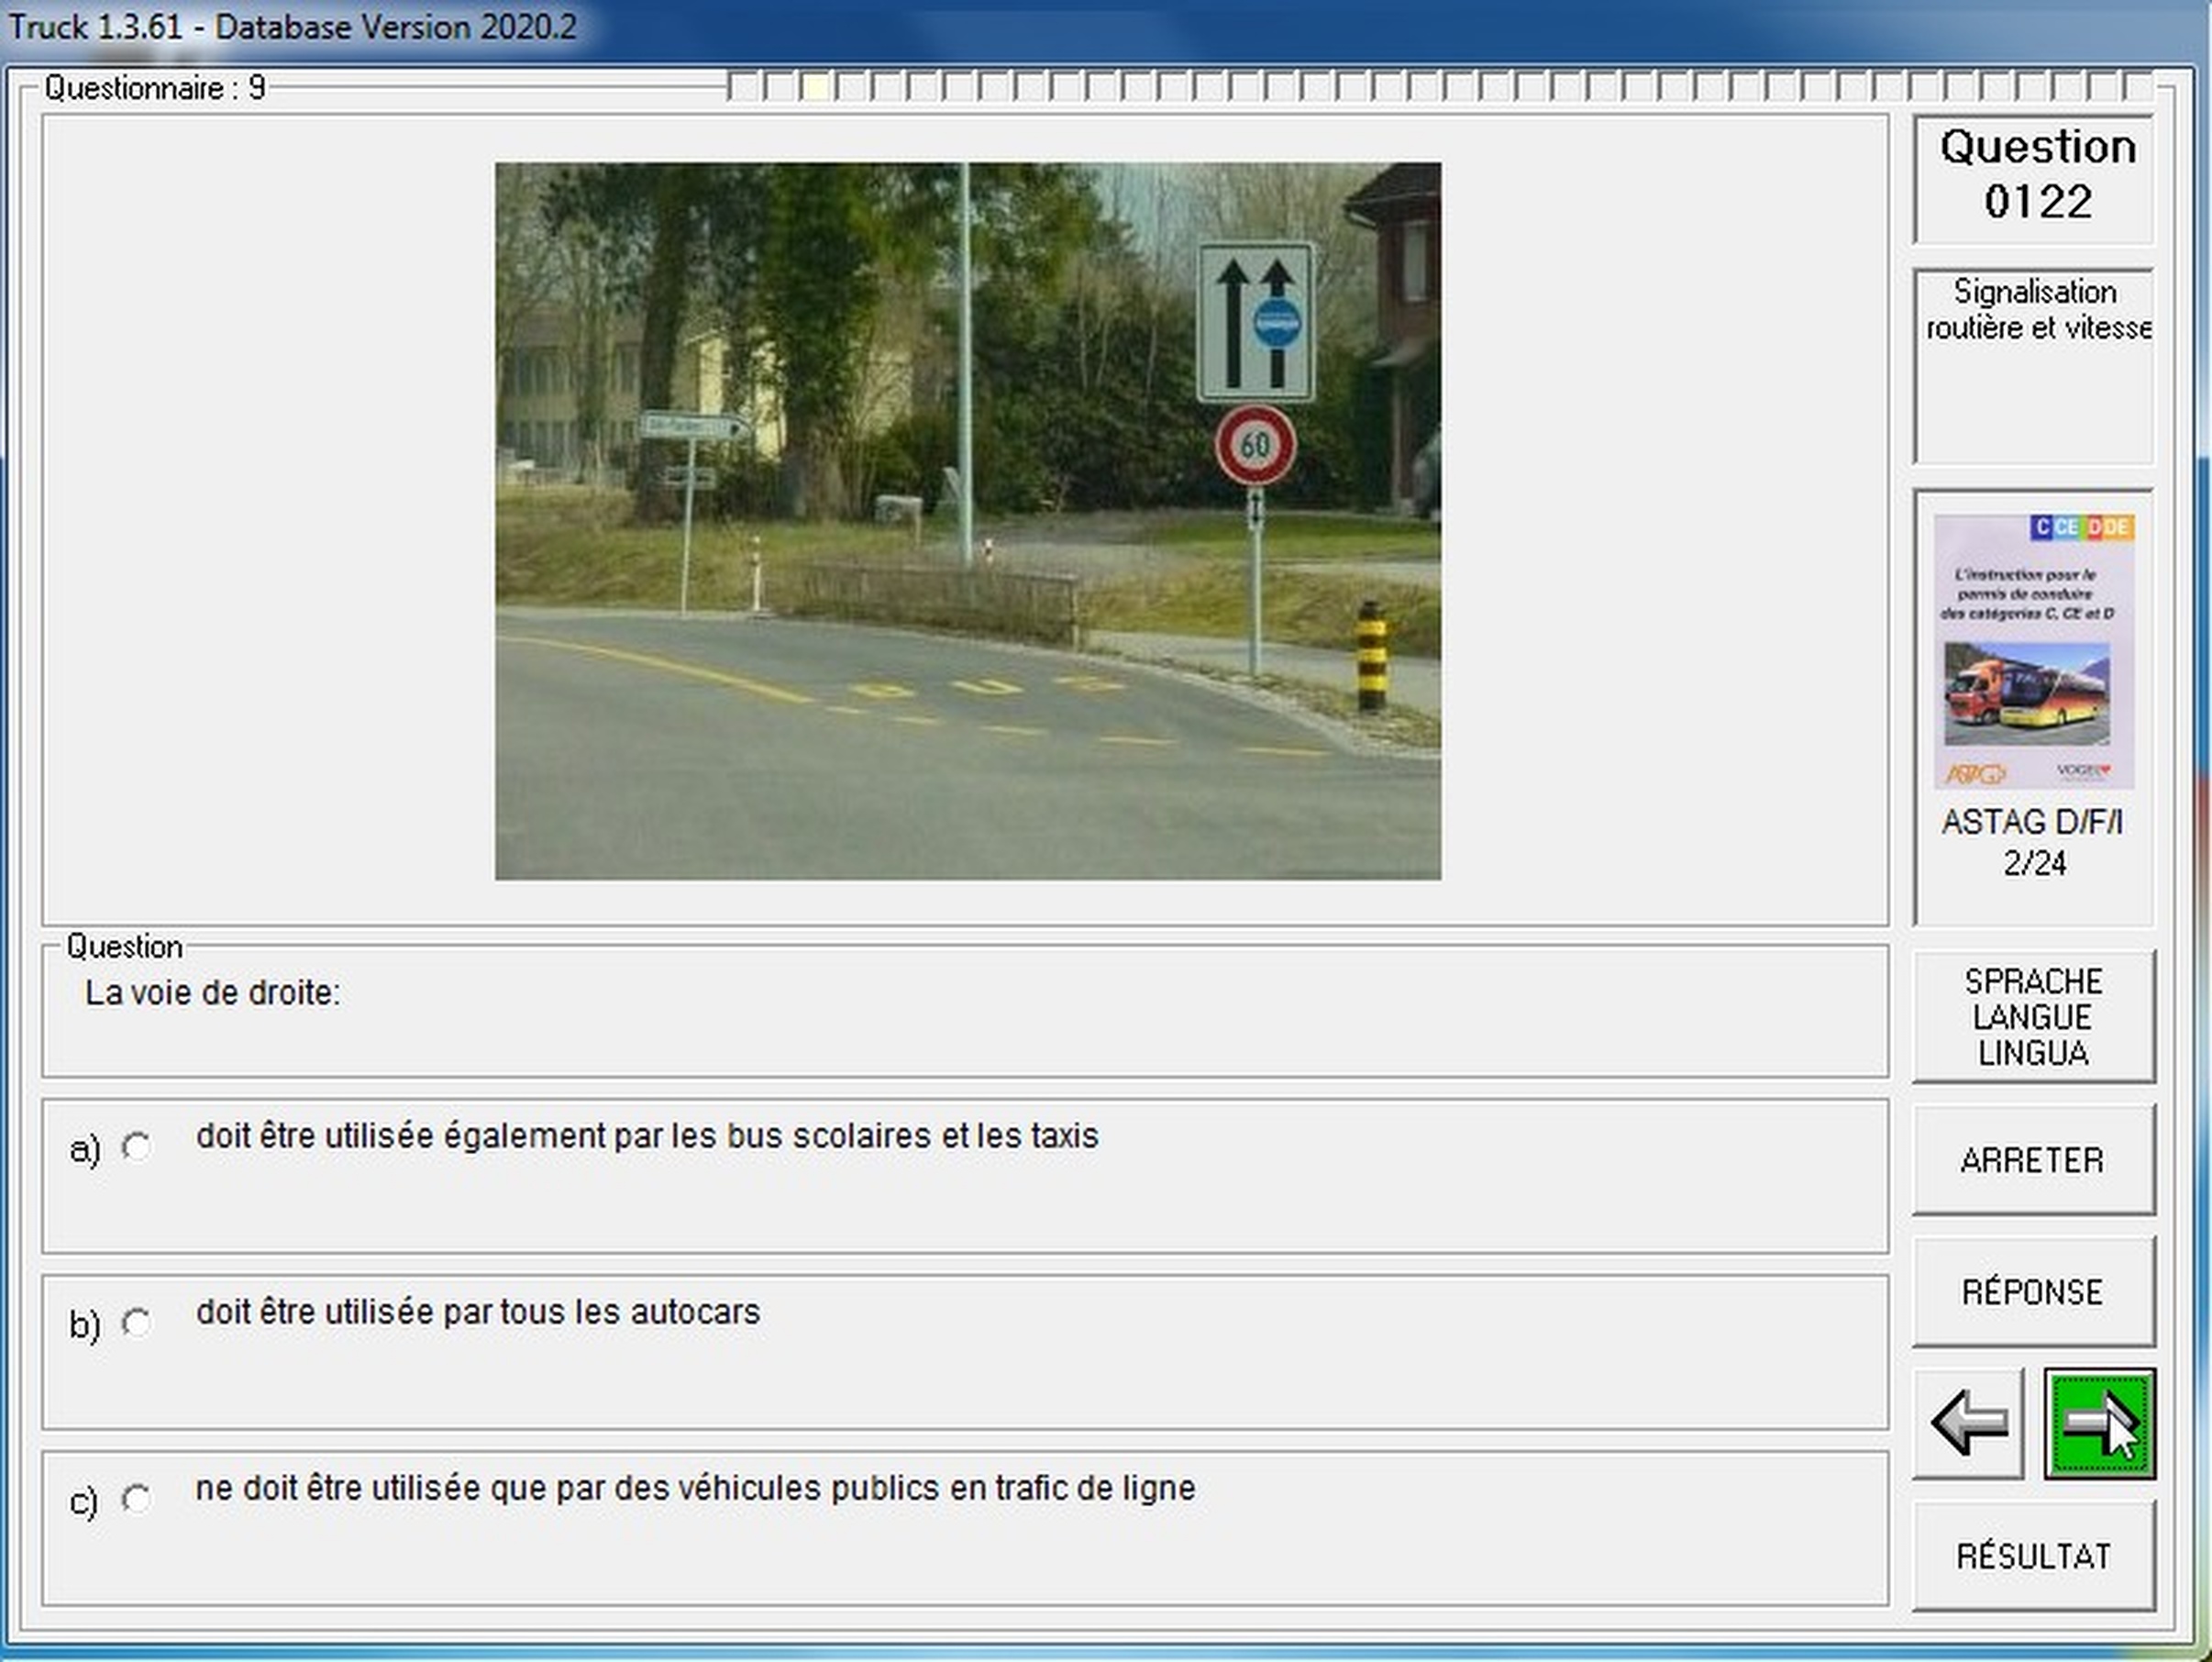 Truck 1.3.61 - Database Version 2020.2
Questionnaire : 9
60
B U S
Question
0122
Signalisation
routière et vitesse
C CE D DE
L'instruction pour le
permis de conduire
des catégories C, CE et D
ASTAG
VOGEL
ASTAG D/F/I
2/24
Question
La voie de droite:
a) doit être utilisée également par les bus scolaires et les taxis
b) doit être utilisée par tous les autocars
c) ne doit être utilisée que par des véhicules publics en trafic de ligne
SPRACHE
LANGUE
LINGUA
ARRETER
RÉPONSE
RÉSULTAT